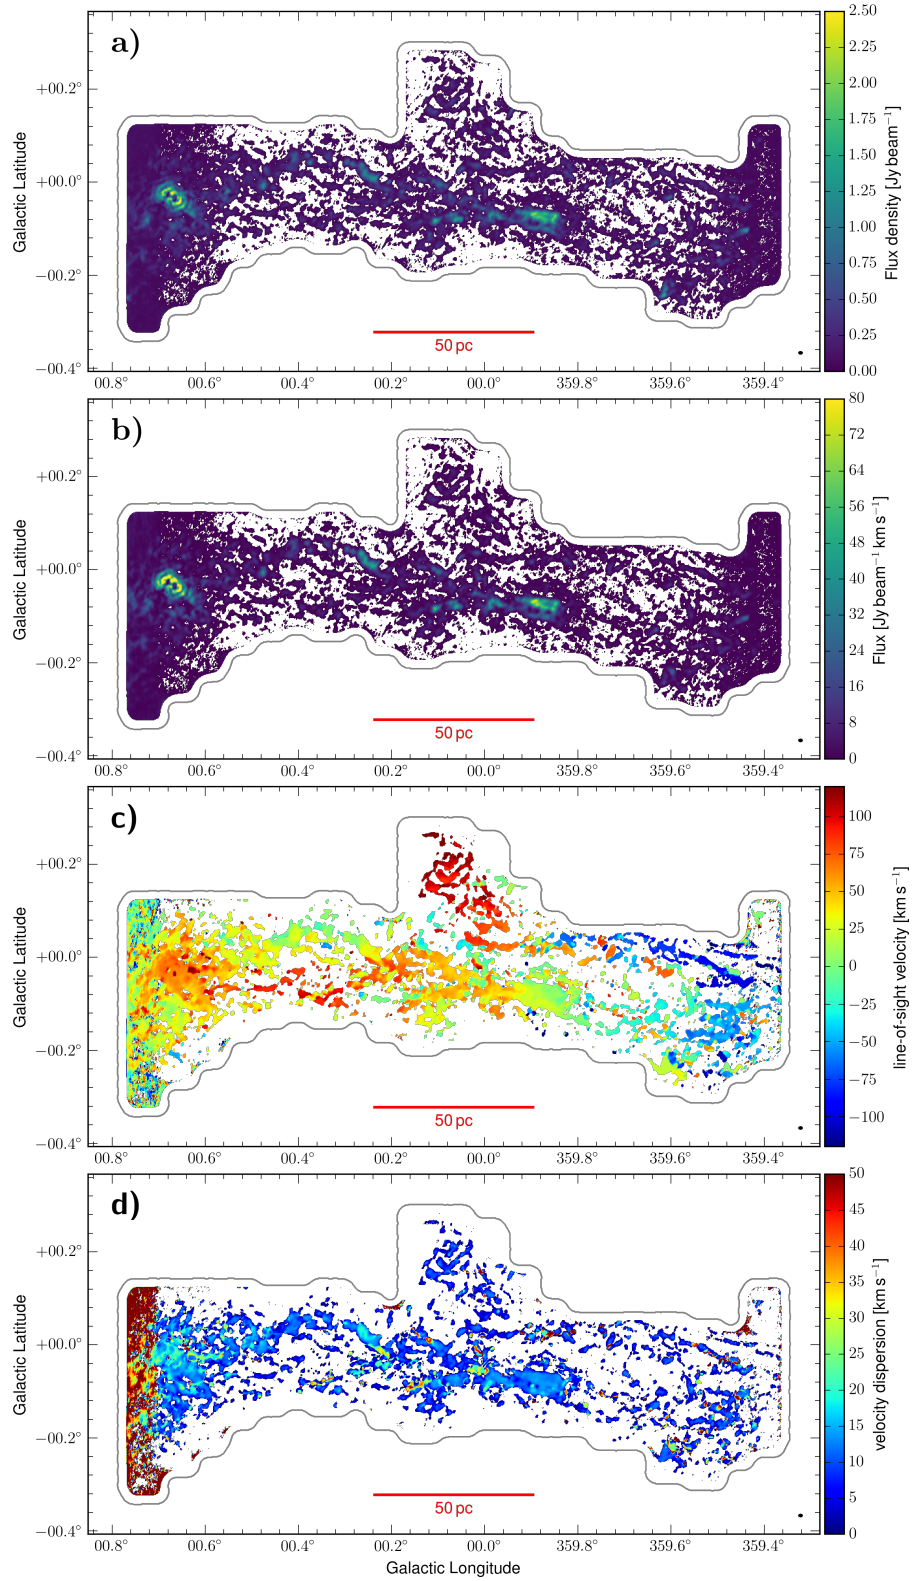 a)
Galactic Latitude
+00.2°
+00.0°
−00.2°
−00.4°
50 pc
00.8° 00.6° 00.4° 00.2° 00.0° 359.8° 359.6° 359.4°
2.50
2.25
2.00
1.75
1.50
1.25
1.00
0.75
0.50
0.25
0.00
Flux density [Jy beam⁻¹]
b)
Galactic Latitude
+00.2°
+00.0°
−00.2°
−00.4°
50 pc
00.8° 00.6° 00.4° 00.2° 00.0° 359.8° 359.6° 359.4°
80
72
64
56
48
40
32
24
16
8
0
Flux [Jy beam⁻¹ km s⁻¹]
c)
Galactic Latitude
+00.2°
+00.0°
−00.2°
−00.4°
50 pc
00.8° 00.6° 00.4° 00.2° 00.0° 359.8° 359.6° 359.4°
100
75
50
25
0
−25
−50
−75
−100
line-of-sight velocity [km s⁻¹]
d)
Galactic Latitude
+00.2°
+00.0°
−00.2°
−00.4°
50 pc
00.8° 00.6° 00.4° 00.2° 00.0° 359.8° 359.6° 359.4°
50
45
40
35
30
25
20
15
10
5
0
velocity dispersion [km s⁻¹]
Galactic Longitude